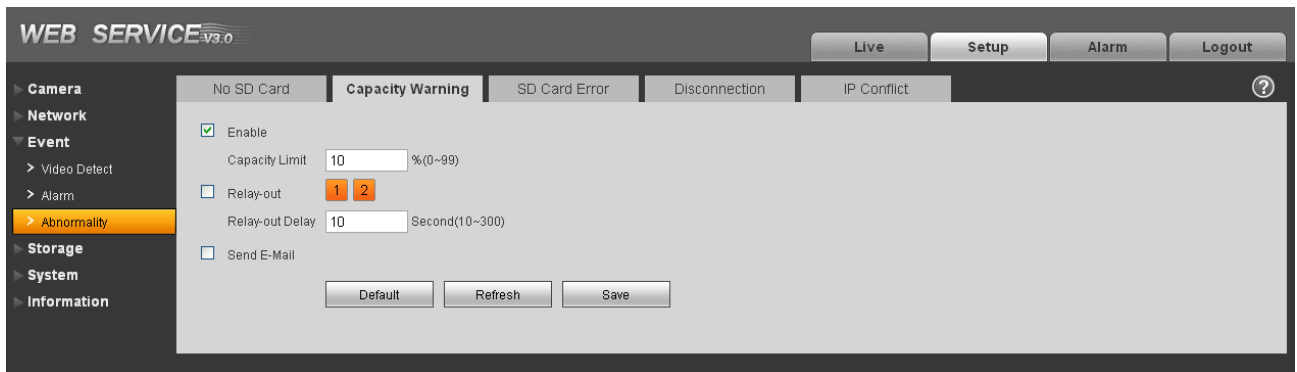 WEB SERVICE V3.0
Live Setup Alarm Logout
Camera
Network
Event
Video Detect
Alarm
Abnormality
Storage
System
Information
No SD Card Capacity Warning SD Card Error Disconnection IP Conflict ?
Enable
Capacity Limit 10 %(0~99)
Relay-out 1 2
Relay-out Delay 10 Second(10~300)
Send E-Mail
Default Refresh Save